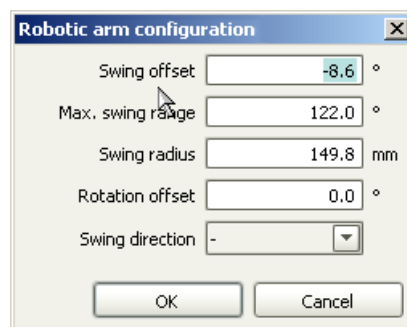 Robotic arm configuration
Swing offset -8.6 °
Max. swing range 122.0 °
Swing radius 149.8 mm
Rotation offset 0.0 °
Swing direction -
OK Cancel